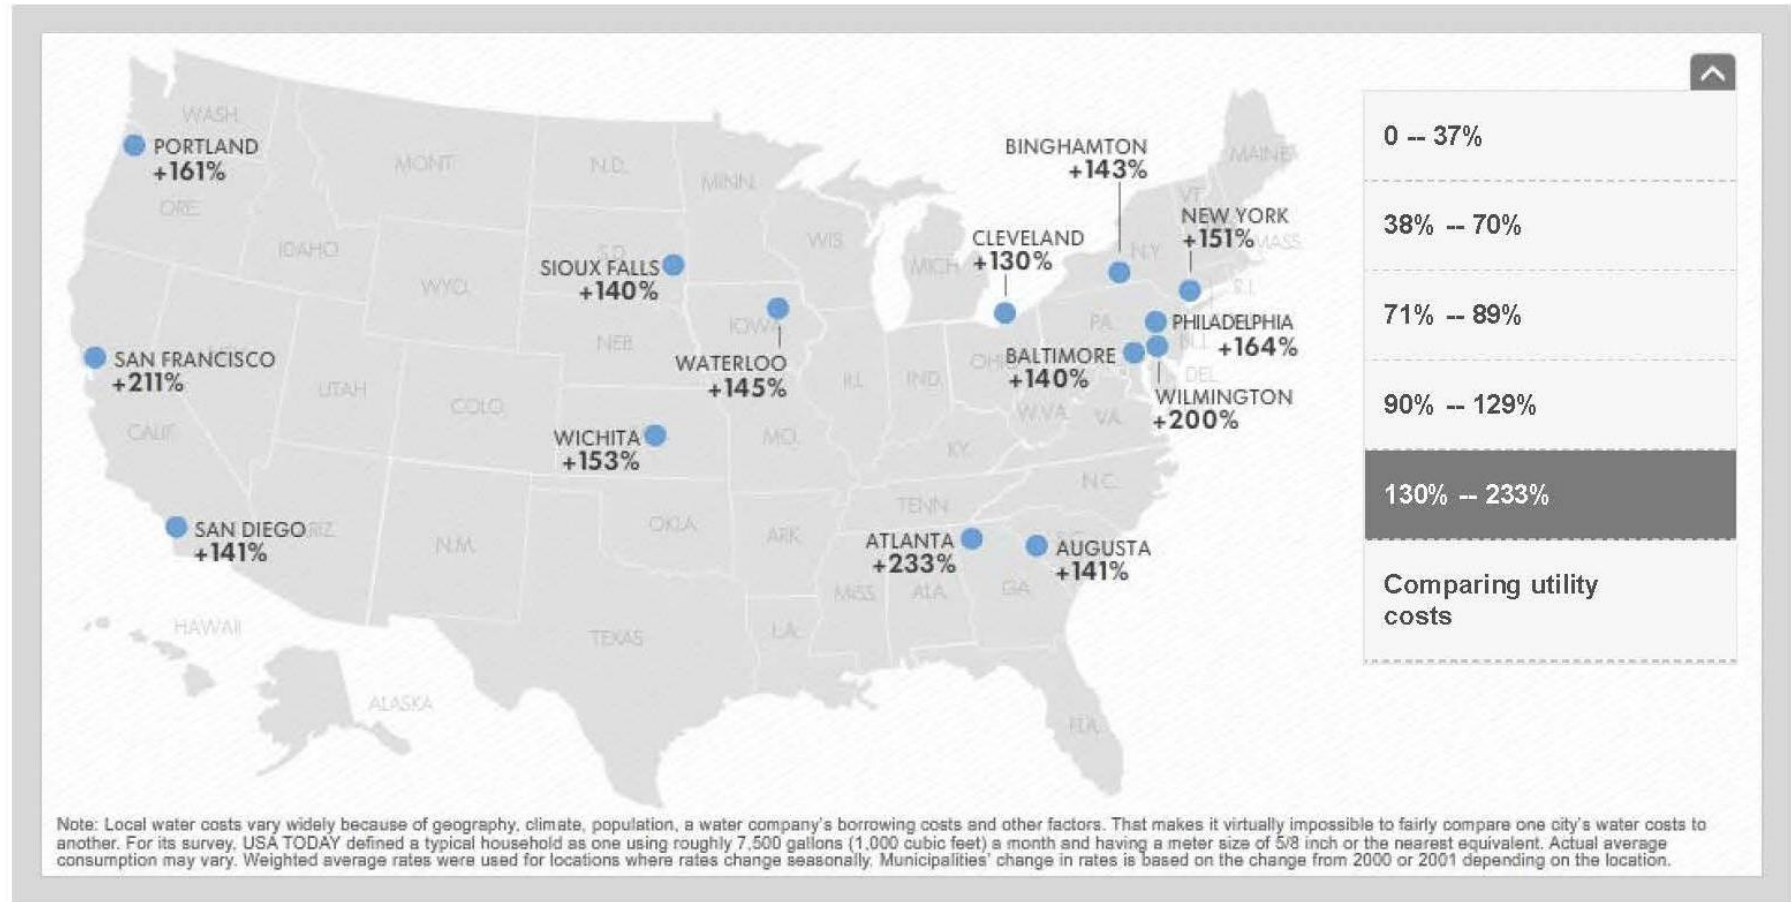 WASH.
PORTLAND
+161%
ORE.
MONT.
IDAHO
WYO.
N.D.
S.D.
MINN.
SIOUX FALLS
+140%
WIS.
MICH.
BINGHAMTON
+143%
CLEVELAND
+130%
NEW YORK
+151%
VT.
MAINE
MASS.
N.Y.
R.I.
SAN FRANCISCO
+211%
UTAH
COLO.
CALIF.
NEB.
IOWA
WATERLOO
+145%
WICHITA
+153%
MO.
ILL.
IND.
OHIO
PA.
PHILADELPHIA
+164%
N.J.
BALTIMORE
+140%
DEL.
WILMINGTON
+200%
W.VA.
VA.
KY.
N.C.
TENN.
SAN DIEGO
+141%
ARIZ.
N.M.
OKLA.
ARK.
ATLANTA
+233%
AUGUSTA
+141%
MISS.
ALA.
GA.
TEXAS
LA.
FLA.
HAWAII
ALASKA
0 -- 37%
38% -- 70%
71% -- 89%
90% -- 129%
130% -- 233%
Comparing utility
costs
Note: Local water costs vary widely because of geography, climate, population, a water company's borrowing costs and other factors. That makes it virtually impossible to fairly compare one city's water costs to
another. For its survey, USA TODAY defined a typical household as one using roughly 7,500 gallons (1,000 cubic feet) a month and having a meter size of 5/8 inch or the nearest equivalent. Actual average
consumption may vary. Weighted average rates were used for locations where rates change seasonally. Municipalities' change in rates is based on the change from 2000 or 2001 depending on the location.